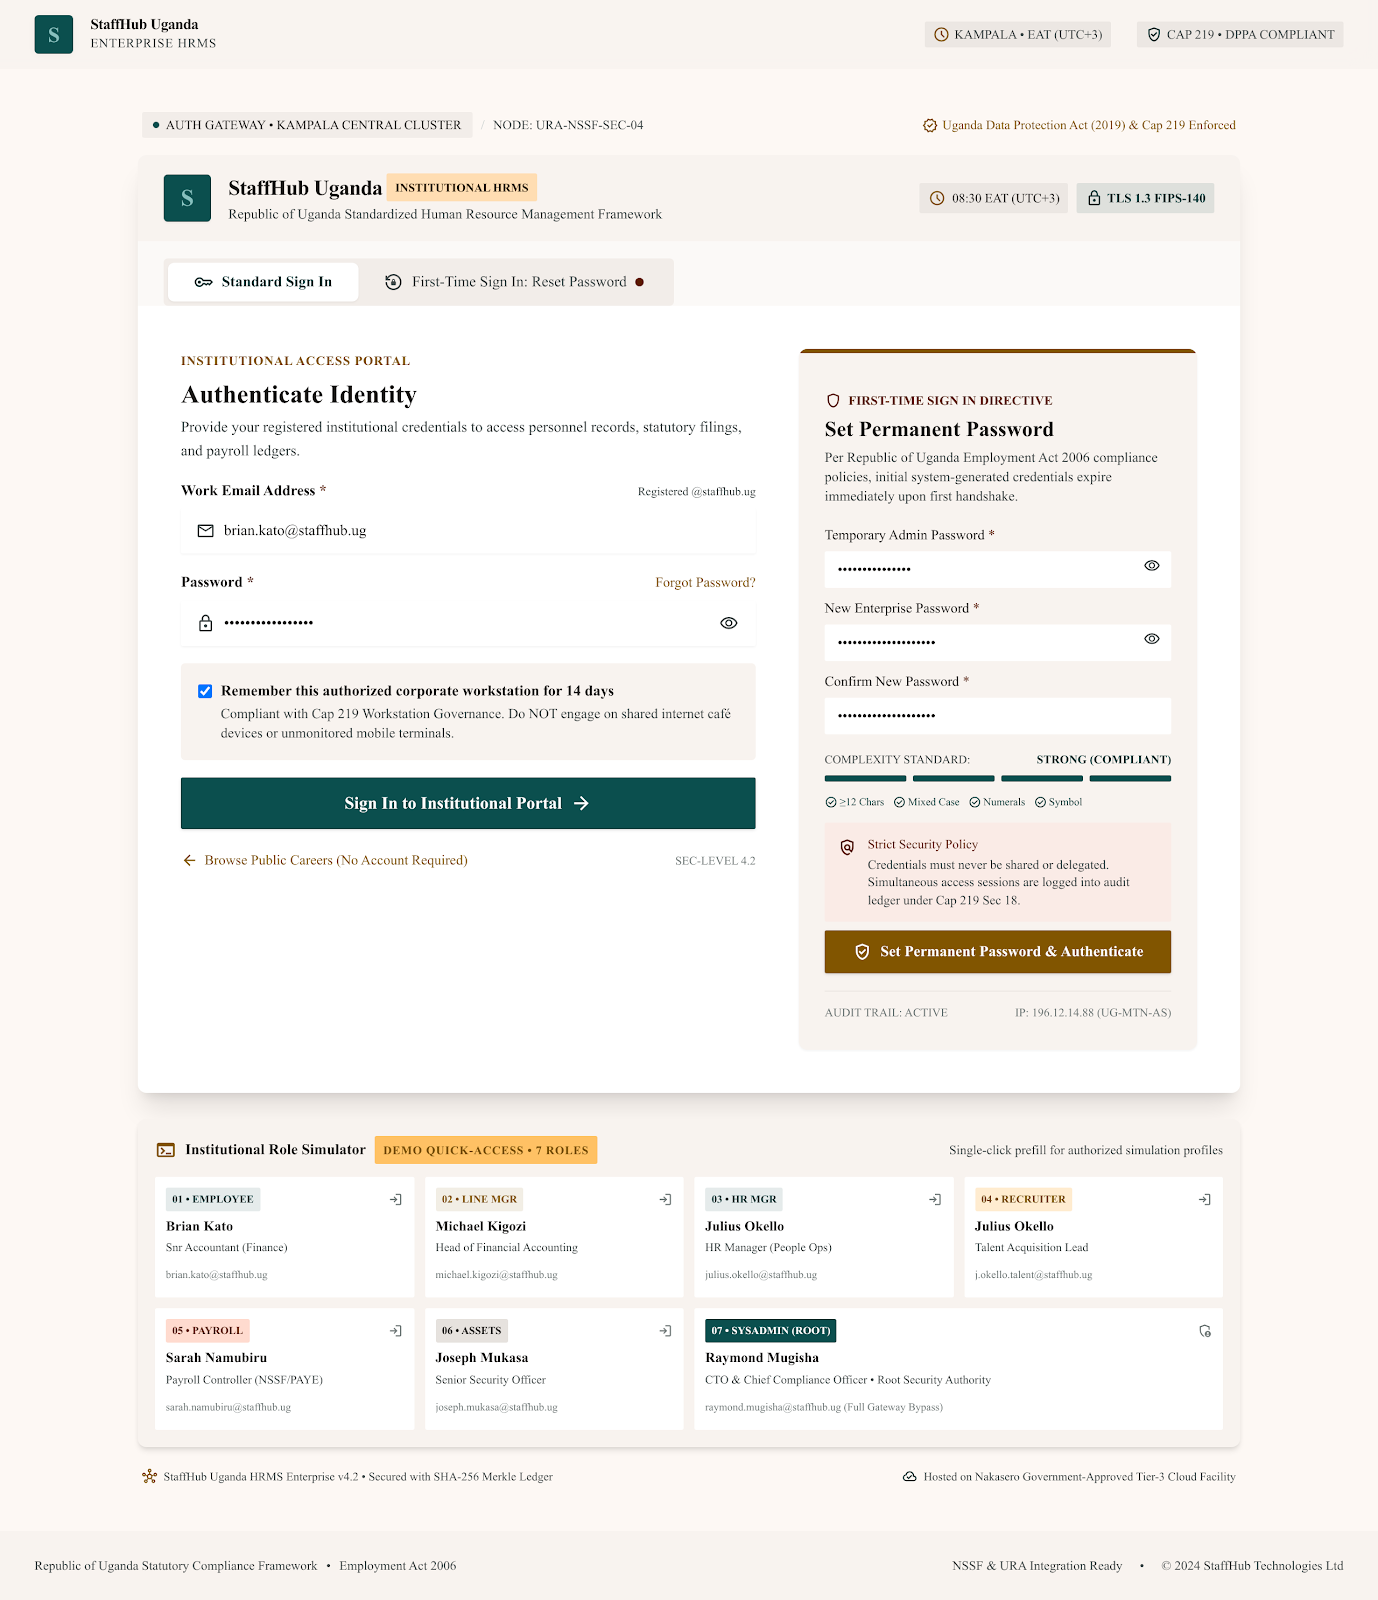 S
StaffHub Uganda
ENTERPRISE HRMS
KAMPALA • EAT (UTC+3)
CAP 219 • DPPA COMPLIANT
• AUTH GATEWAY • KAMPALA CENTRAL CLUSTER / NODE: URA-NSSF-SEC-04
Uganda Data Protection Act (2019) & Cap 219 Enforced
S
StaffHub Uganda INSTITUTIONAL HRMS
Republic of Uganda Standardized Human Resource Management Framework
08:30 EAT (UTC+3)
TLS 1.3 FIPS-140
Standard Sign In
First-Time Sign In: Reset Password
INSTITUTIONAL ACCESS PORTAL
Authenticate Identity
Provide your registered institutional credentials to access personnel records, statutory filings,
and payroll ledgers.
Work Email Address *
Registered @staffhub.ug
brian.kato@staffhub.ug
Password *
Forgot Password?
•••••••••••••••••
Remember this authorized corporate workstation for 14 days
Compliant with Cap 219 Workstation Governance. Do NOT engage on shared internet café
devices or unmonitored mobile terminals.
Sign In to Institutional Portal
Browse Public Careers (No Account Required)
SEC-LEVEL 4.2
FIRST-TIME SIGN IN DIRECTIVE
Set Permanent Password
Per Republic of Uganda Employment Act 2006 compliance
policies, initial system-generated credentials expire
immediately upon first handshake.
Temporary Admin Password *
•••••••••••••••
New Enterprise Password *
••••••••••••••••••••
Confirm New Password *
••••••••••••••••••••
COMPLEXITY STANDARD:
STRONG (COMPLIANT)
≥12 Chars
Mixed Case
Numerals
Symbol
Strict Security Policy
Credentials must never be shared or delegated.
Simultaneous access sessions are logged into audit
ledger under Cap 219 Sec 18.
Set Permanent Password & Authenticate
AUDIT TRAIL: ACTIVE
IP: 196.12.14.88 (UG-MTN-AS)
Institutional Role Simulator
DEMO QUICK-ACCESS • 7 ROLES
Single-click prefill for authorized simulation profiles
01 • EMPLOYEE
Brian Kato
Snr Accountant (Finance)
brian.kato@staffhub.ug
02 • LINE MGR
Michael Kigozi
Head of Financial Accounting
michael.kigozi@staffhub.ug
03 • HR MGR
Julius Okello
HR Manager (People Ops)
julius.okello@staffhub.ug
04 • RECRUITER
Julius Okello
Talent Acquisition Lead
j.okello.talent@staffhub.ug
05 • PAYROLL
Sarah Namubiru
Payroll Controller (NSSF/PAYE)
sarah.namubiru@staffhub.ug
06 • ASSETS
Joseph Mukasa
Senior Security Officer
joseph.mukasa@staffhub.ug
07 • SYSADMIN (ROOT)
Raymond Mugisha
CTO & Chief Compliance Officer • Root Security Authority
raymond.mugisha@staffhub.ug (Full Gateway Bypass)
StaffHub Uganda HRMS Enterprise v4.2 • Secured with SHA-256 Merkle Ledger
Hosted on Nakasero Government-Approved Tier-3 Cloud Facility
Republic of Uganda Statutory Compliance Framework • Employment Act 2006
NSSF & URA Integration Ready • © 2024 StaffHub Technologies Ltd